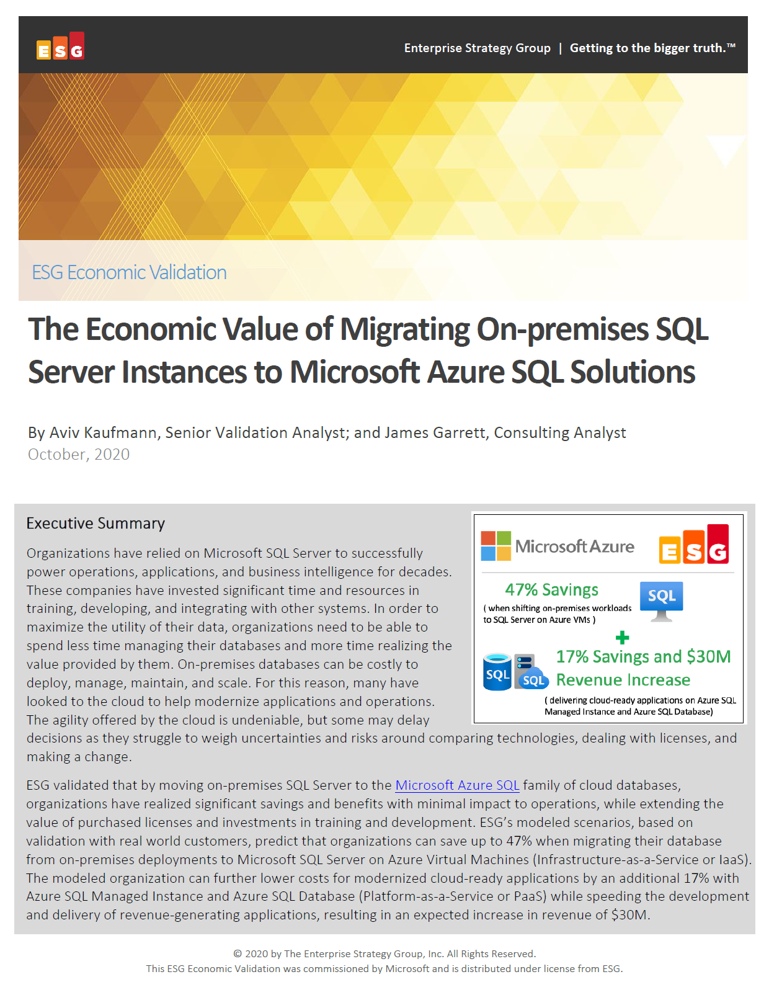 ESG
Enterprise Strategy Group | Getting to the bigger truth.™
ESG Economic Validation
The Economic Value of Migrating On-premises SQL
Server Instances to Microsoft Azure SQL Solutions
By Aviv Kaufmann, Senior Validation Analyst; and James Garrett, Consulting Analyst
October, 2020
Executive Summary
Organizations have relied on Microsoft SQL Server to successfully
power operations, applications, and business intelligence for decades.
These companies have invested significant time and resources in
training, developing, and integrating with other systems. In order to
maximize the utility of their data, organizations need to be able to
spend less time managing their databases and more time realizing the
value provided by them. On-premises databases can be costly to
deploy, manage, maintain, and scale. For this reason, many have
looked to the cloud to help modernize applications and operations.
The agility offered by the cloud is undeniable, but some may delay
decisions as they struggle to weigh uncertainties and risks around comparing technologies, dealing with licenses, and
making a change.
Microsoft Azure ESG
47% Savings
SQL
( when shifting on-premises workloads
to SQL Server on Azure VMs )
17% Savings and $30M
SQL SQL
Revenue Increase
( delivering cloud-ready applications on Azure SQL
Managed Instance and Azure SQL Database)
ESG validated that by moving on-premises SQL Server to the Microsoft Azure SQL family of cloud databases,
organizations have realized significant savings and benefits with minimal impact to operations, while extending the
value of purchased licenses and investments in training and development. ESG’s modeled scenarios, based on
validation with real world customers, predict that organizations can save up to 47% when migrating their database
from on-premises deployments to Microsoft SQL Server on Azure Virtual Machines (Infrastructure-as-a-Service or IaaS).
The modeled organization can further lower costs for modernized cloud-ready applications by an additional 17% with
Azure SQL Managed Instance and Azure SQL Database (Platform-as-a-Service or PaaS) while speeding the development
and delivery of revenue-generating applications, resulting in an expected increase in revenue of $30M.
© 2020 by The Enterprise Strategy Group, Inc. All Rights Reserved.
This ESG Economic Validation was commissioned by Microsoft and is distributed under license from ESG.